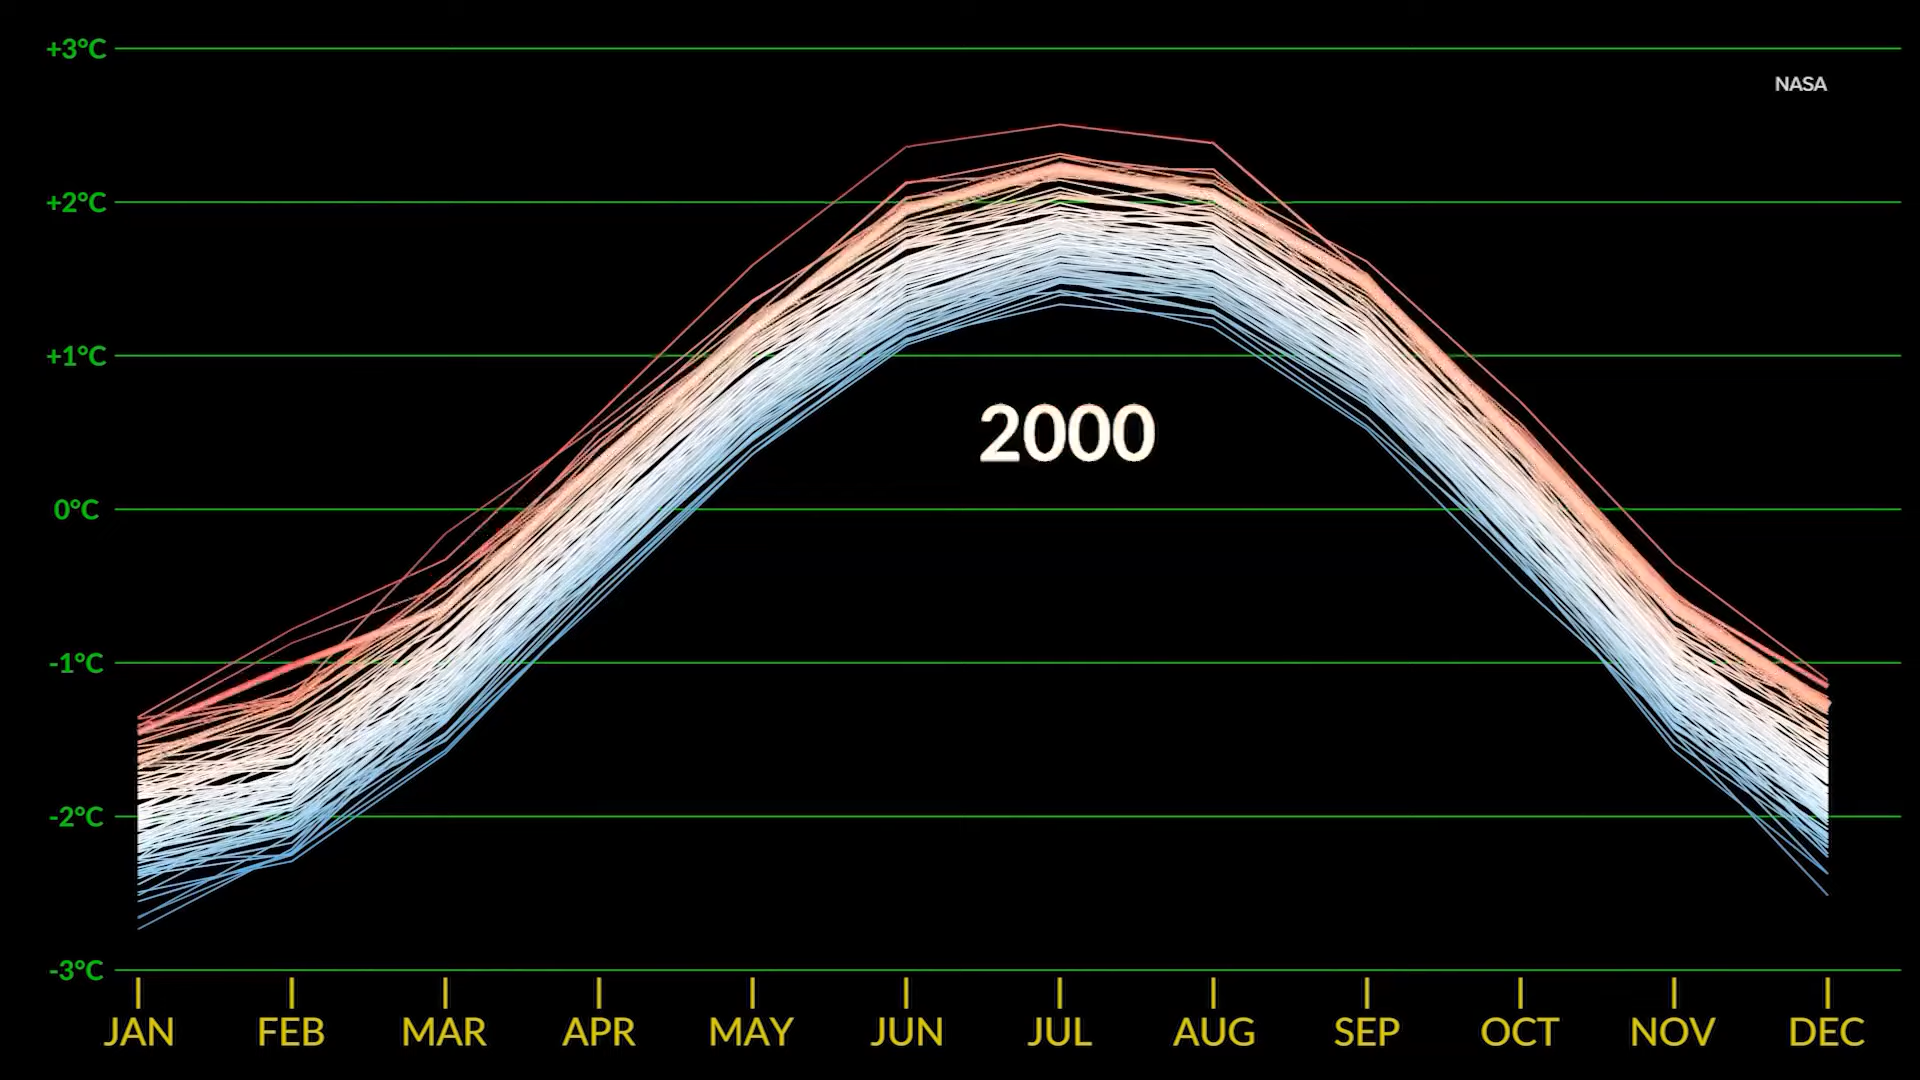 +3°C
NASA
+2°C
+1°C
2000
0°C
-1°C
-2°C
-3°C
JAN FEB MAR APR MAY JUN JUL AUG SEP OCT NOV DEC